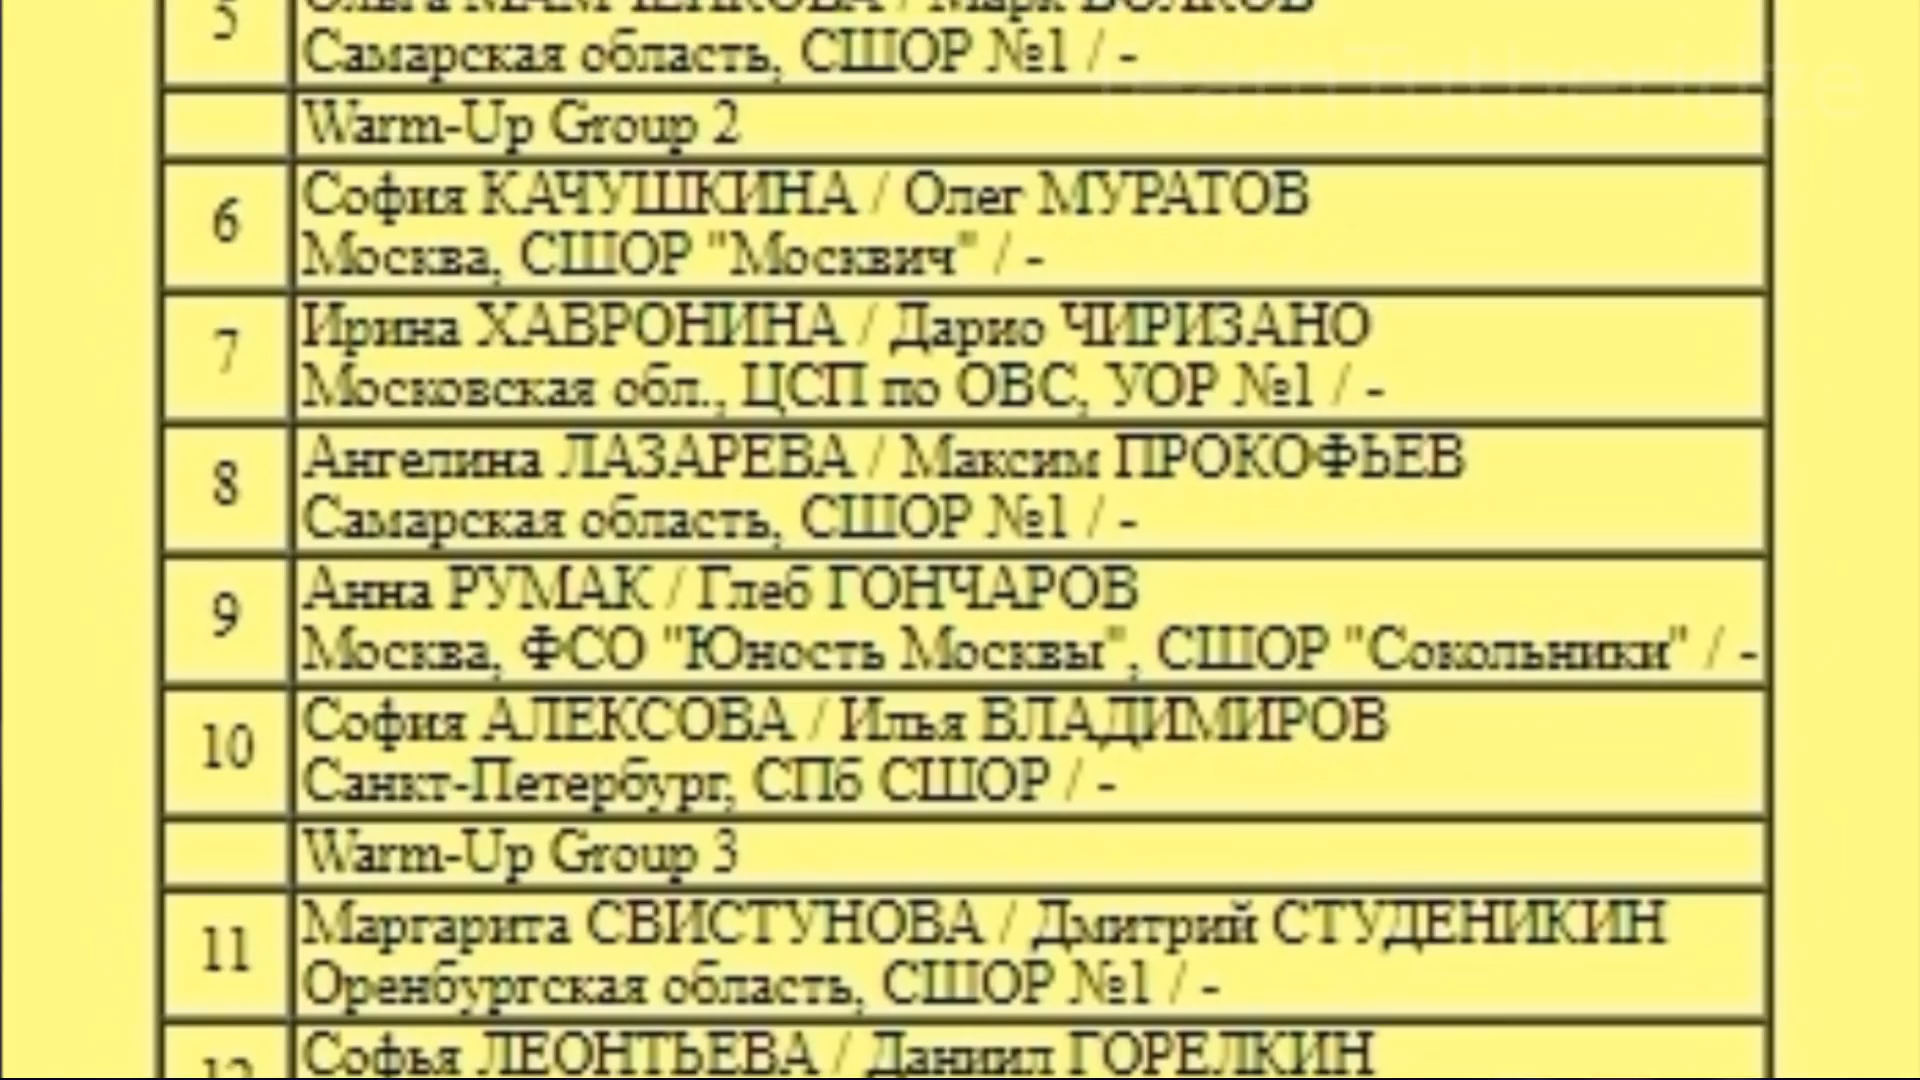 5
Самарская область, СШОР №1 / -
Warm-Up Group 2
6
София КАЧУШКИНА / Олег МУРАТОВ
Москва, СШОР "Москвич" / -
7
Ирина ХАВРОНИНА / Дарио ЧИРИЗАНО
Московская обл., ЦСП по ОВС, УОР №1 / -
8
Ангелина ЛАЗАРЕВА / Максим ПРОКОФЬЕВ
Самарская область, СШОР №1 / -
9
Анна РУМАК / Глеб ГОНЧАРОВ
Москва, ФСО "Юность Москвы", СШОР "Сокольники" / -
10
София АЛЕКСОВА / Илья ВЛАДИМИРОВ
Санкт-Петербург, СПб СШОР / -
Warm-Up Group 3
11
Маргарита СВИСТУНОВА / Дмитрий СТУДЕНИКИН
Оренбургская область, СШОР №1 / -
12
Софья ЛЕОНТЬЕВА / Даниил ГОРЕЛКИН